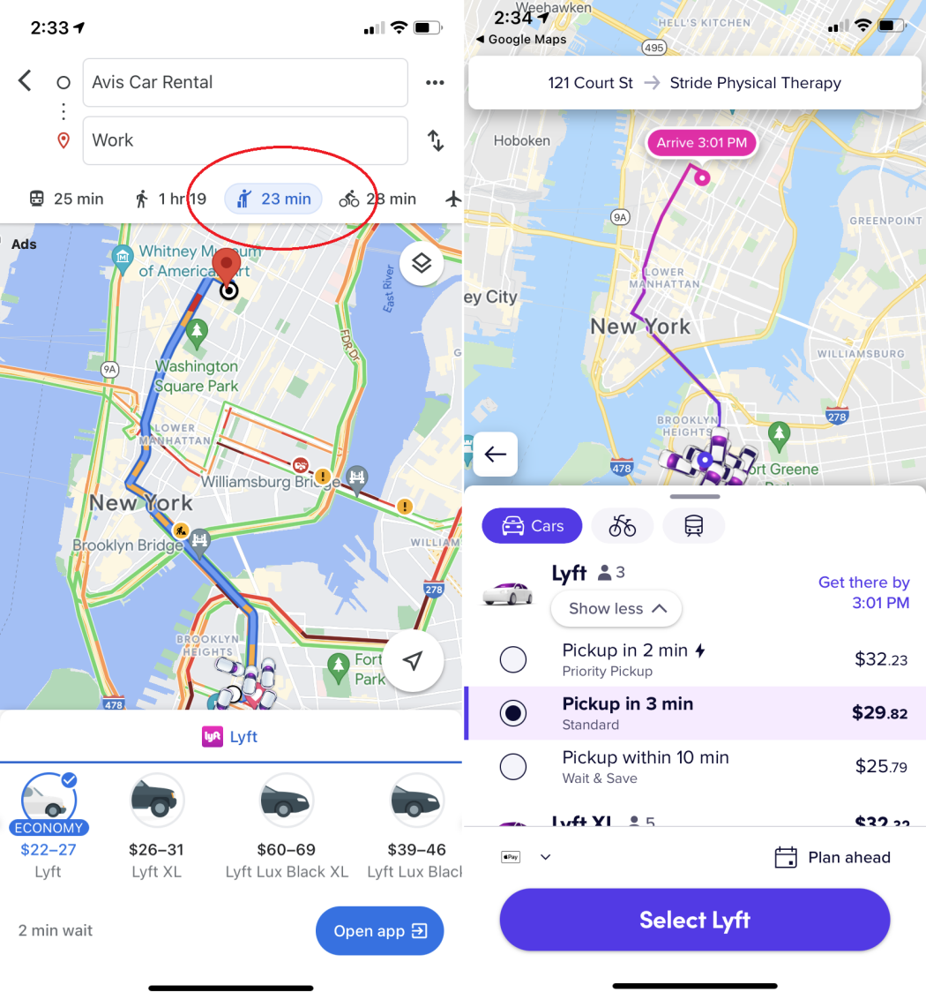 2:33
Avis Car Rental
Work
25 min
1 hr 19
23 min
28 min
Ads
Whitney Museum
of American Art
East River
FDR Dr
9A
Washington
Square Park
LOWER
MANHATTAN
Williamsburg Bridge
New York
Brooklyn Bridge
WILLIAM
278
BROOKLYN
HEIGHTS
Fort
Park
478
lyft Lyft
ECONOMY
$22–27
Lyft
$26–31
Lyft XL
$60–69
Lyft Lux Black XL
$39–46
Lyft Lux Black
2 min wait
Open app
Weehawken
2:34
Google Maps
HELL'S KITCHEN
495
121 Court St → Stride Physical Therapy
Hoboken
Arrive 3:01 PM
9A
GREENPOINT
LOWER
MANHATTAN
ey City
New York
WILLIAMSBURG
BROOKLYN
HEIGHTS
278
478
ort Greene
Cars
Lyft 3
Get there by
3:01 PM
Show less
Pickup in 2 min
$32.23
Priority Pickup
Pickup in 3 min
$29.82
Standard
Pickup within 10 min
$25.79
Wait & Save
Lyft XL 5
$32.32
Pay
Plan ahead
Select Lyft